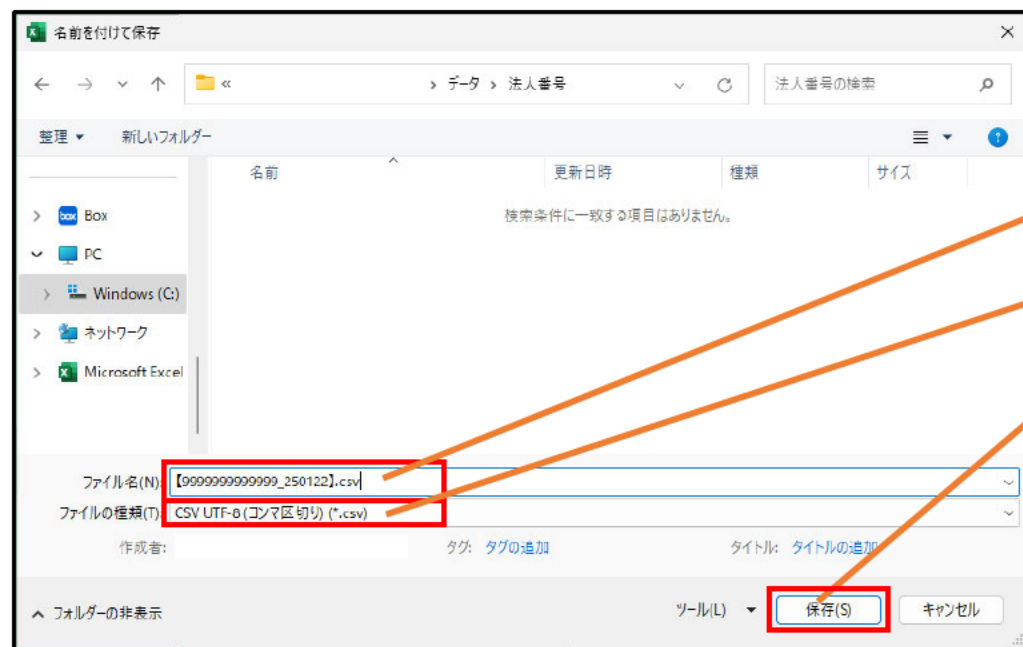 名前を付けて保存
« > データ > 法人番号
法人番号の検索
整理 新しいフォルダー
名前 更新日時 種類 サイズ
検索条件に一致する項目はありません。
Box
PC
Windows (C:)
ネットワーク
Microsoft Excel
ファイル名(N): 【9999999999999_250122】.csv
ファイルの種類(T): CSV UTF-8 (コンマ区切り) (*.csv)
作成者: タグ: タグの追加 タイトル: タイトルの追加
フォルダーの非表示 ツール(L) 保存(S) キャンセル